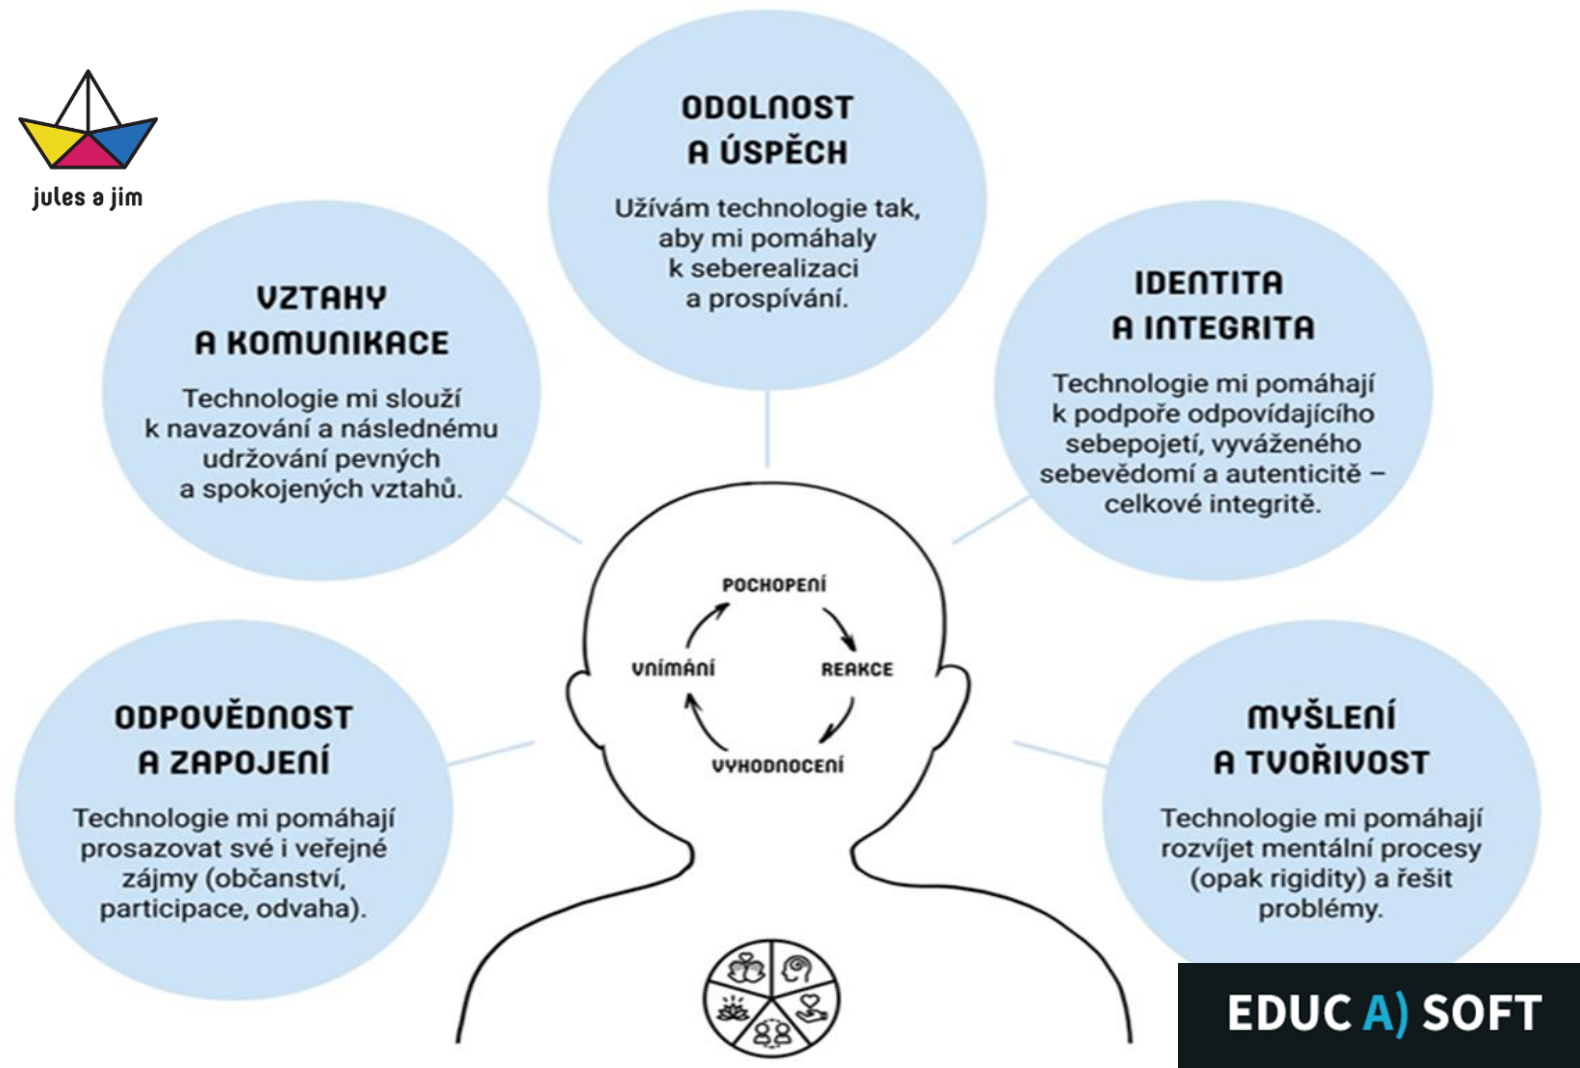 jules a jim
ODOLNOST
A ÚSPĚCH
Užívám technologie tak,
aby mi pomáhaly
k seberealizaci
a prospívání.
VZTAHY
A KOMUNIKACE
Technologie mi slouží
k navazování a následnému
udržování pevných
a spokojených vztahů.
IDENTITA
A INTEGRITA
Technologie mi pomáhají
k podpoře odpovídajícího
sebepojetí, vyváženého
sebevědomí a autenticitě –
celkové integritě.
POCHOPENÍ
VNÍMÁNÍ
REAKCE
VYHODNOCENÍ
ODPOVĚDNOST
A ZAPOJENÍ
Technologie mi pomáhají
prosazovat své i veřejné
zájmy (občanství,
participace, odvaha).
MYŠLENÍ
A TVOŘIVOST
Technologie mi pomáhají
rozvíjet mentální procesy
(opak rigidity) a řešit
problémy.
EDUC A) SOFT